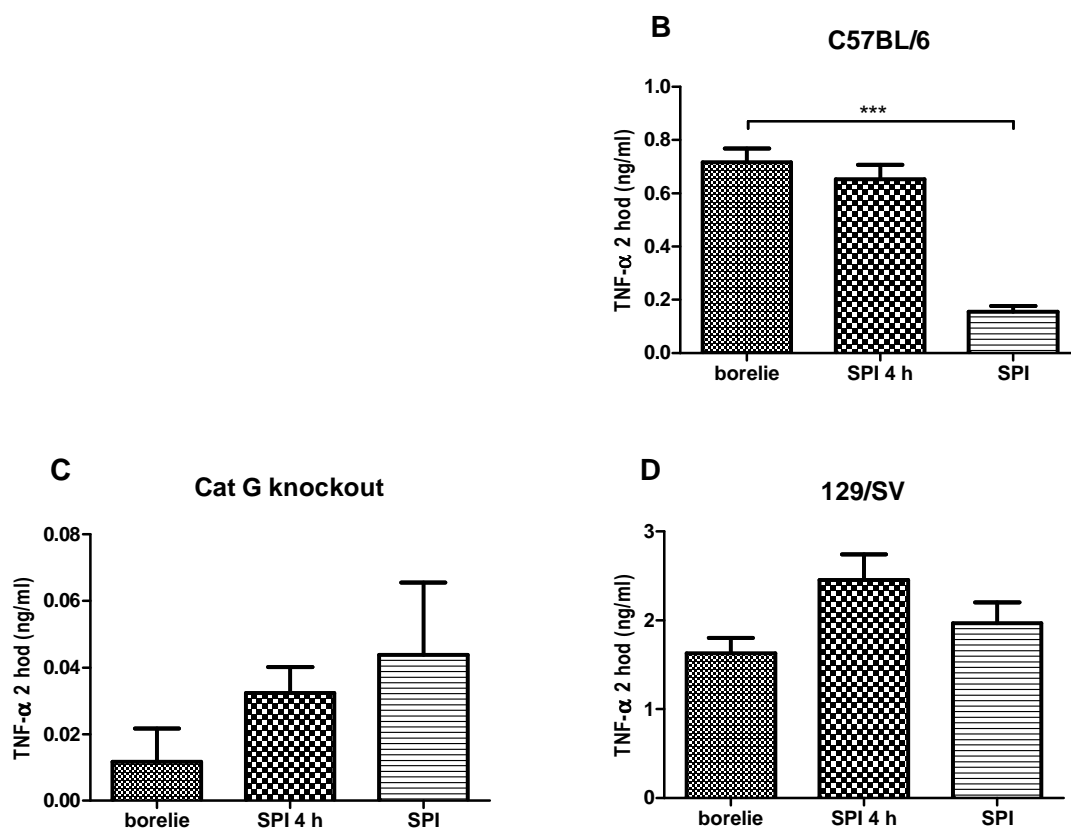 B
C57BL/6
TNF-α 2 hod (ng/ml)
1.0
0.8
0.6
0.4
0.2
0.0
***
borelie SPI 4 h SPI
C
Cat G knockout
TNF-α 2 hod (ng/ml)
0.08
0.06
0.04
0.02
0.00
borelie SPI 4 h SPI
D
129/SV
TNF-α 2 hod (ng/ml)
3
2
1
0
borelie SPI 4 h SPI